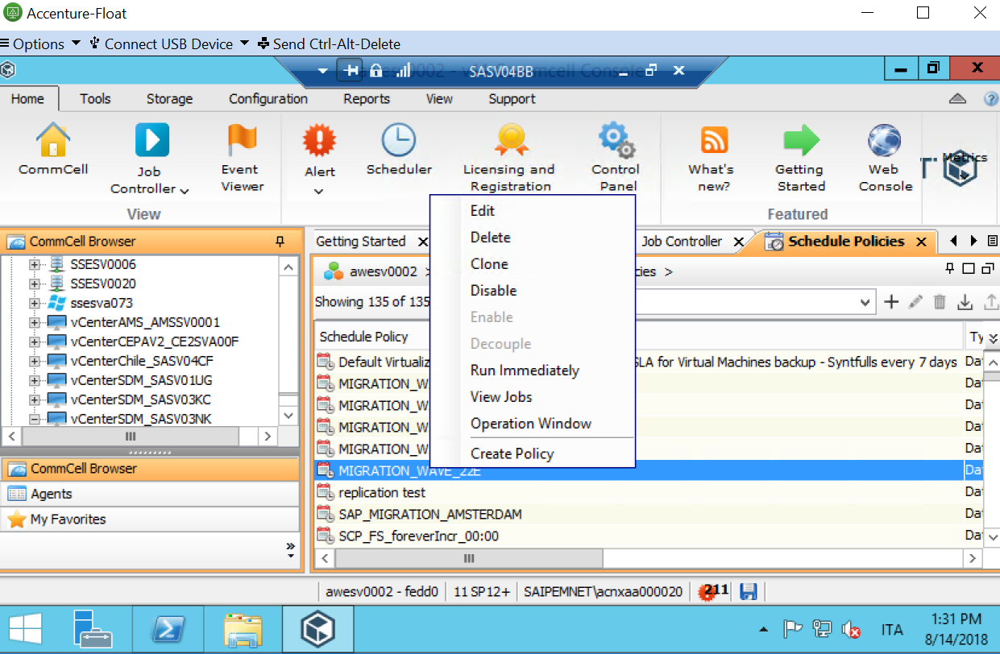 Accenture-Float
Options
Connect USB Device
Send Ctrl-Alt-Delete
SASV04BB
Home
Tools
Storage
Configuration
Reports
View
Support
CommCell
Job
Controller
Event
Viewer
Alert
Scheduler
Licensing and
Registration
Control
Panel
What's
new?
Getting
Started
Web
Console
Metrics
View
Featured
CommCell Browser
SSESV0006
SSESV0020
ssesva073
vCenterAMS_AMSSV0001
vCenterCEPAV2_CE2SVA00F
vCenterChile_SASV04CF
vCenterSDM_SASV01UG
vCenterSDM_SASV03KC
vCenterSDM_SASV03NK
CommCell Browser
Agents
My Favorites
Getting Started
Job Controller
Schedule Policies
awesv0002 >
cies >
Showing 135 of 135
Schedule Policy
Ty
Default Virtualiz
SLA for Virtual Machines backup - Syntfulls every 7 days
Da
MIGRATION_W
Da
MIGRATION_W
Da
MIGRATION_W
Da
MIGRATION_W
Da
MIGRATION_WAVE_22E
Da
replication test
Da
SAP_MIGRATION_AMSTERDAM
Da
SCP_FS_foreverIncr_00:00
Da
Edit
Delete
Clone
Disable
Enable
Decouple
Run Immediately
View Jobs
Operation Window
Create Policy
awesv0002 - fedd0
11 SP12+
SAIPEMNET\acnxaa000020
211
ITA
1:31 PM
8/14/2018